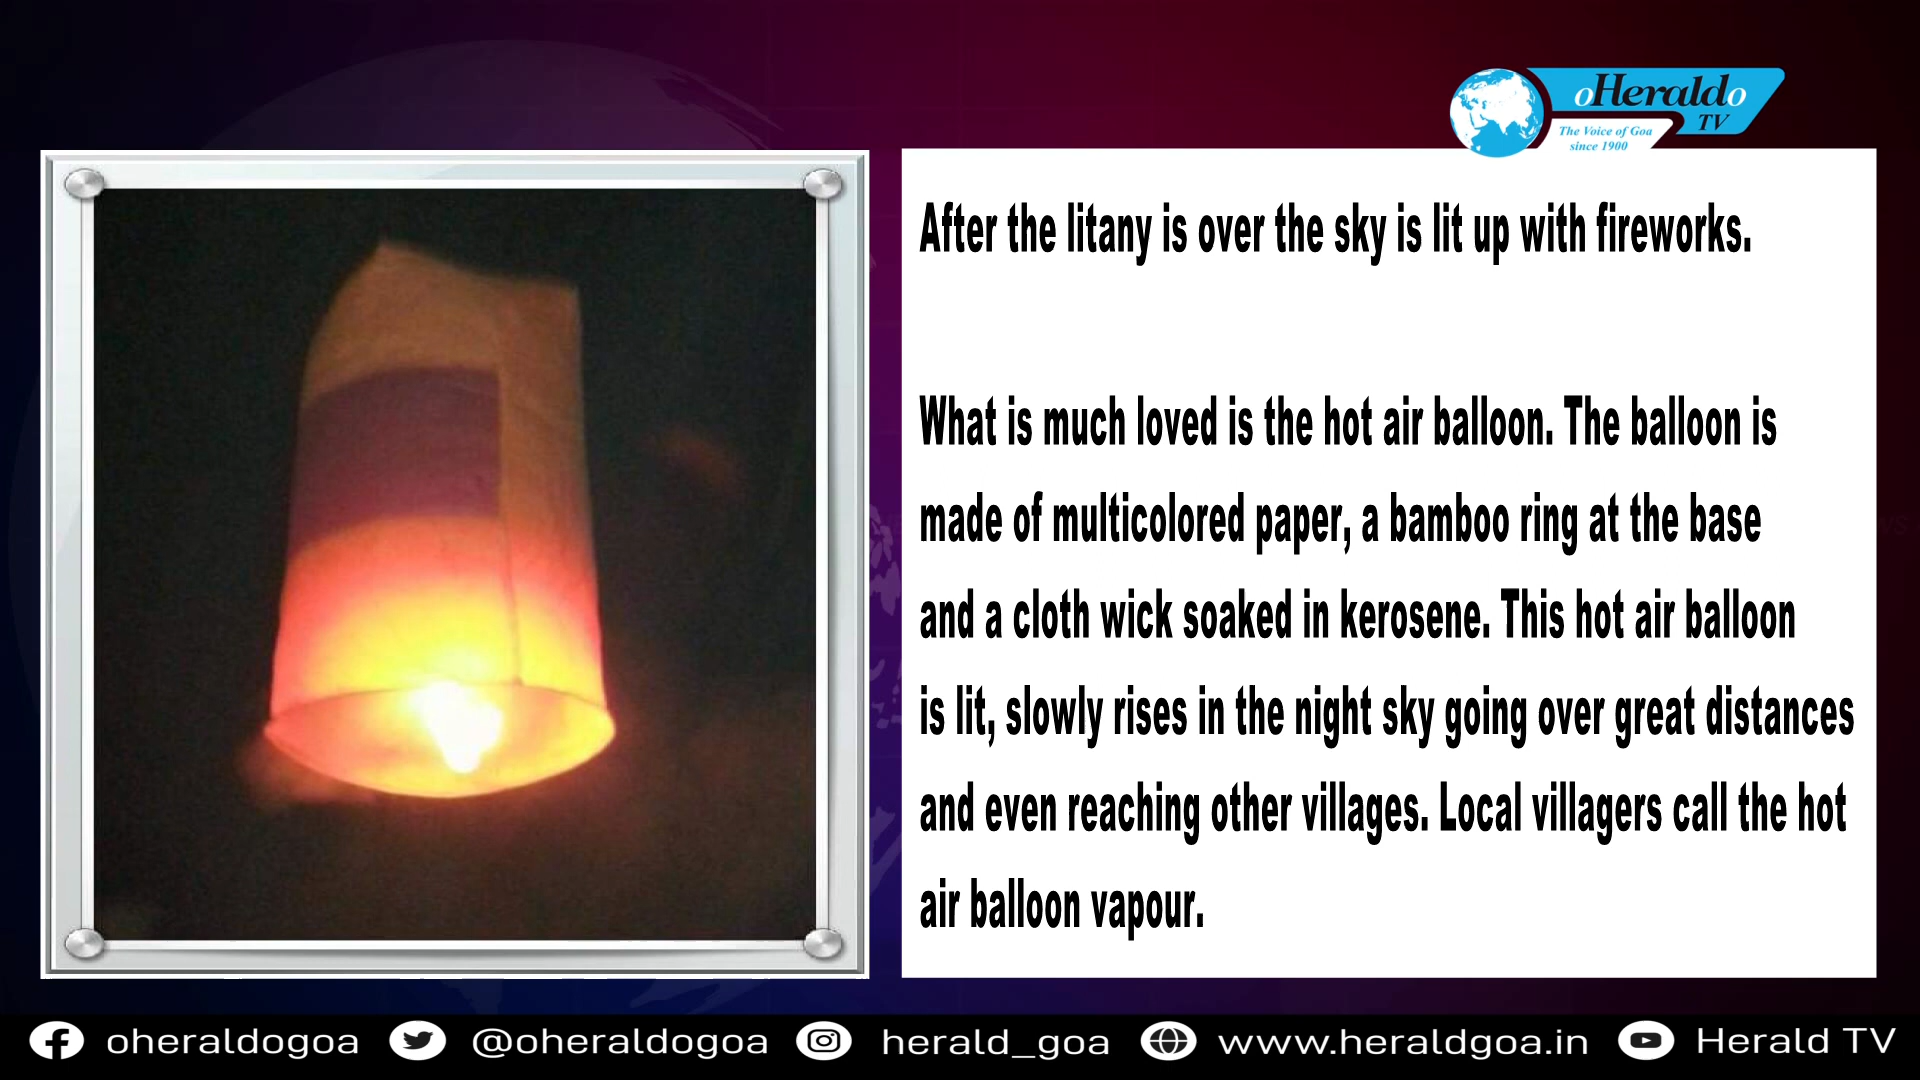 oHeraldo
TV
The Voice of Goa
since 1900
After the litany is over the sky is lit up with fireworks.
What is much loved is the hot air balloon. The balloon is
made of multicolored paper, a bamboo ring at the base
and a cloth wick soaked in kerosene. This hot air balloon
is lit, slowly rises in the night sky going over great distances
and even reaching other villages. Local villagers call the hot
air balloon vapour.
oheraldogoa @oheraldogoa herald_goa www.heraldgoa.in Herald TV